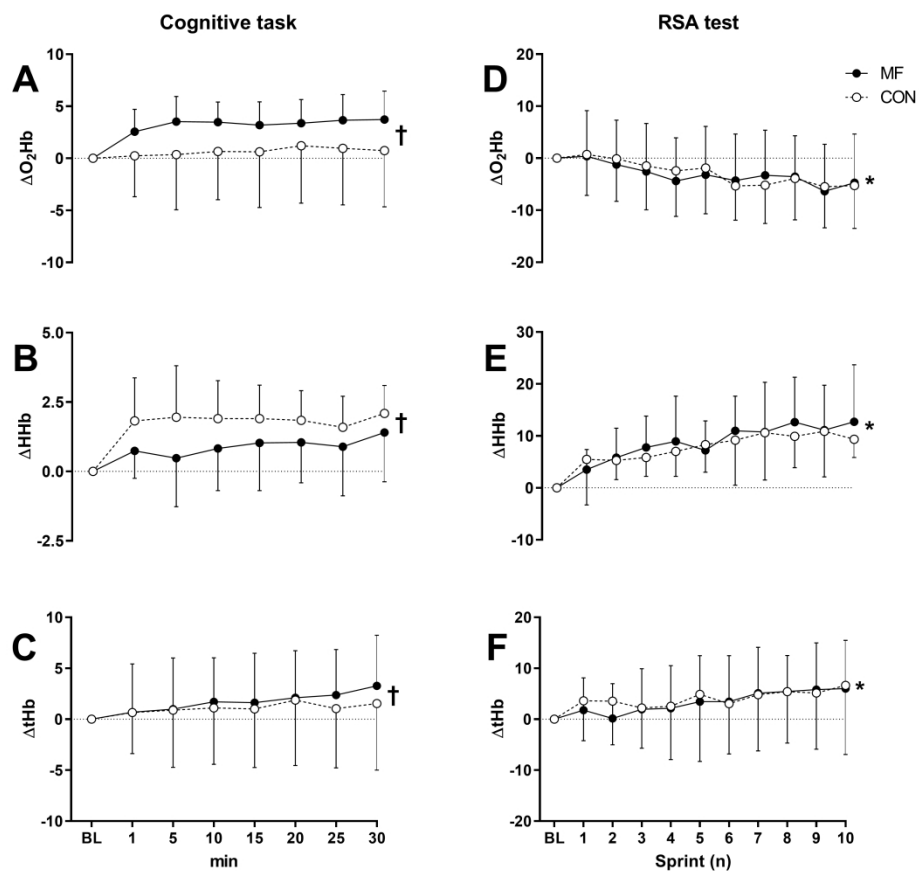 Cognitive task
RSA test
A
ΔO₂Hb
10
5
0
-5
-10
†
D
ΔO₂Hb
20
10
0
-10
-20
*
MF
CON
B
ΔHHb
5.0
2.5
0.0
-2.5
†
E
ΔHHb
30
20
10
0
-10
*
C
ΔtHb
10
5
0
-5
-10
†
BL 1 5 10 15 20 25 30
min
F
ΔtHb
20
10
0
-10
-20
*
BL 1 2 3 4 5 6 7 8 9 10
Sprint (n)